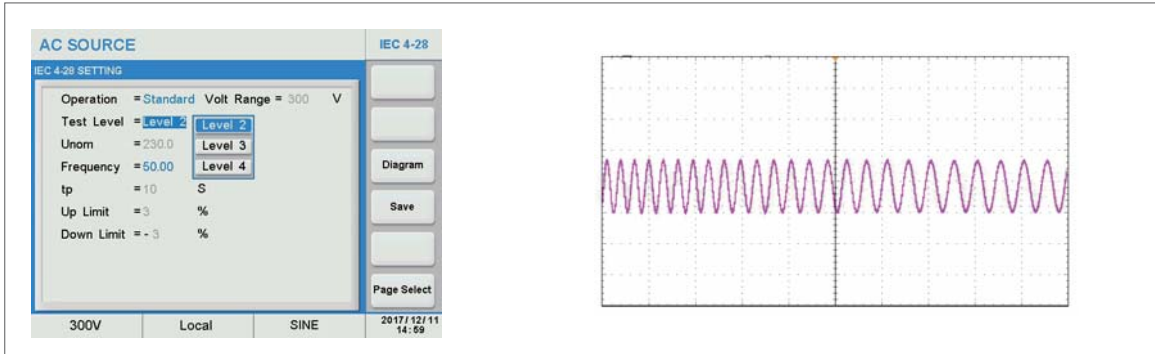 AC SOURCE
IEC 4-28
IEC 4-28 SETTING
Operation = Standard Volt Range = 300 V
Test Level = Level 2
Level 2
Level 3
Level 4
Unom = 230.0
Frequency = 50.00
tp = 10 S
Up Limit = 3 %
Down Limit = - 3 %
Diagram
Save
Page Select
300V
Local
SINE
2017/12/11
14:59